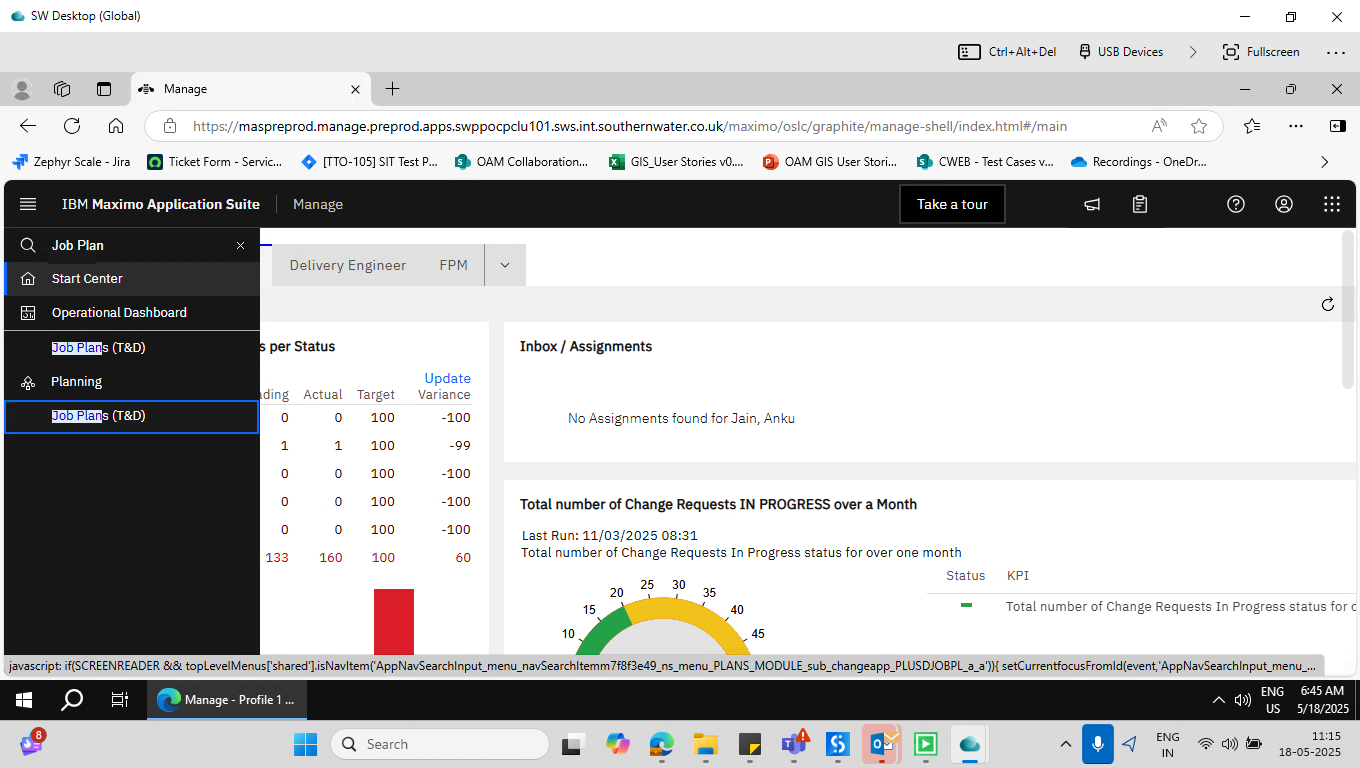 SW Desktop (Global)
Ctrl+Alt+Del USB Devices Fullscreen
Manage
https://maspreprod.manage.preprod.apps.swppocpclu101.sws.int.southernwater.co.uk/maximo/oslc/graphite/manage-shell/index.html#/main
Zephyr Scale - Jira Ticket Form - Servic... [TTO-105] SIT Test P... OAM Collaboration... GIS_User Stories v0.... OAM GIS User Stori... CWEB - Test Cases v... Recordings - OneDr...
IBM Maximo Application Suite Manage Take a tour
Job Plan
Start Center
Operational Dashboard
Job Plans (T&D)
Planning
Job Plans (T&D)
Delivery Engineer FPM
s per Status
Update
ding Actual Target Variance
0 0 100 -100
1 1 100 -99
0 0 100 -100
0 0 100 -100
0 0 100 -100
133 160 100 60
Inbox / Assignments
No Assignments found for Jain, Anku
Total number of Change Requests IN PROGRESS over a Month
Last Run: 11/03/2025 08:31
Total number of Change Requests In Progress status for over one month
10 15 20 25 30 35 40 45
Status KPI
Total number of Change Requests In Progress status for o
javascript: if(SCREENREADER && topLevelMenus['shared'].isNavItem('AppNavSearchInput_menu_navSearchItemm7f8f3e49_ns_menu_PLANS_MODULE_sub_changeapp_PLUSDJOBPL_a_a')){ setCurrentfocusFromId(event,'AppNavSearchInput_menu_...
Manage - Profile 1 ...
ENG
US
6:45 AM
5/18/2025
8
Search
ENG
IN
11:15
18-05-2025